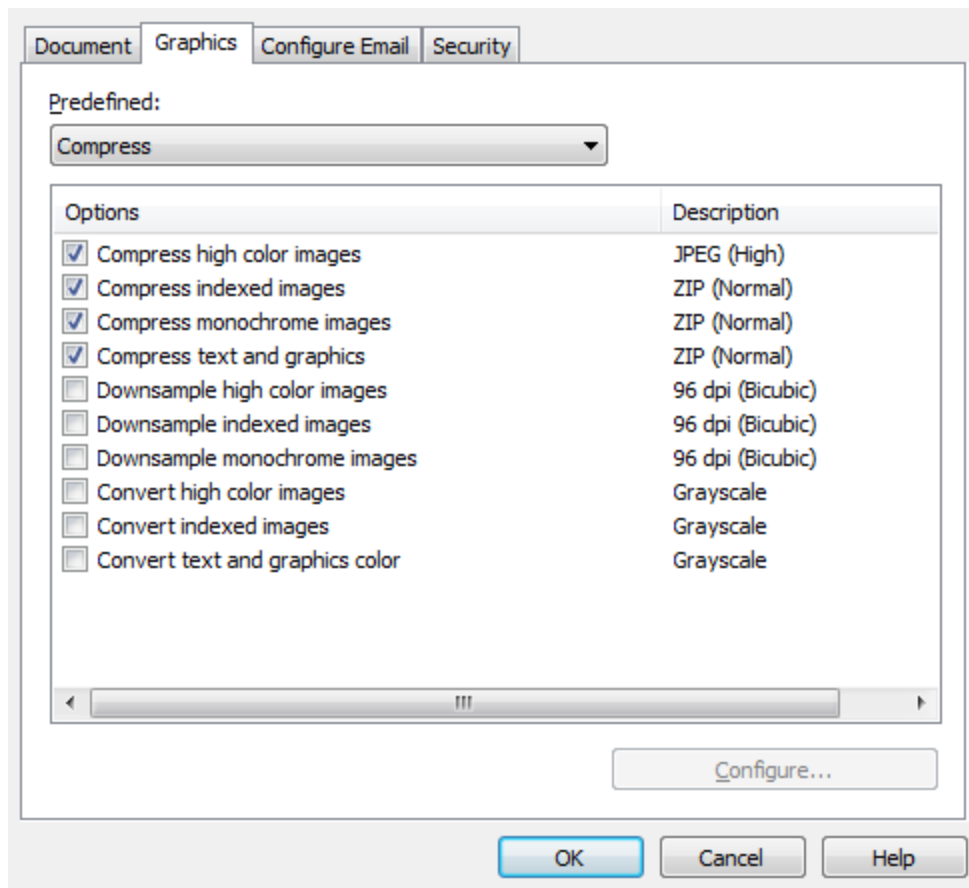 Document Graphics Configure Email Security
Predefined:
Compress
Options Description
Compress high color images JPEG (High)
Compress indexed images ZIP (Normal)
Compress monochrome images ZIP (Normal)
Compress text and graphics ZIP (Normal)
Downsample high color images 96 dpi (Bicubic)
Downsample indexed images 96 dpi (Bicubic)
Downsample monochrome images 96 dpi (Bicubic)
Convert high color images Grayscale
Convert indexed images Grayscale
Convert text and graphics color Grayscale
Configure...
OK Cancel Help